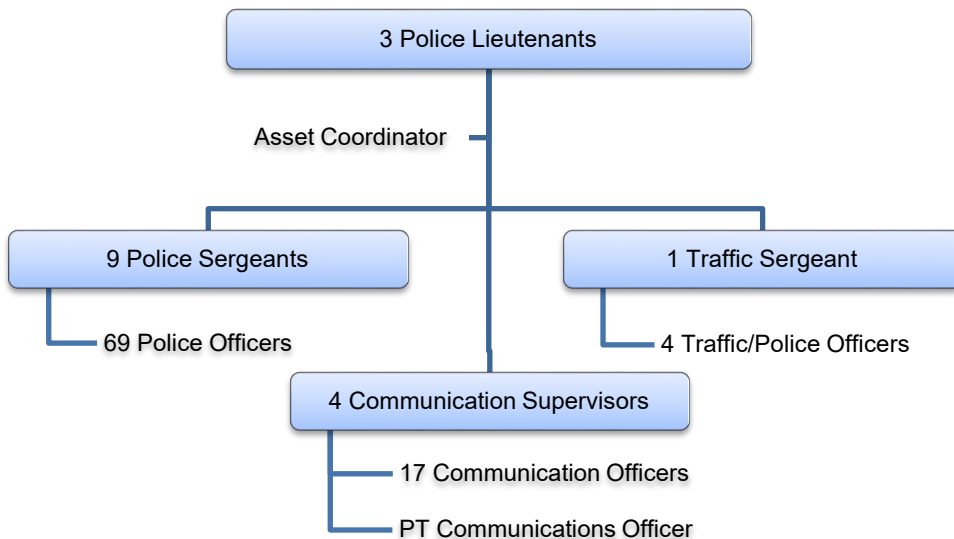 3 Police Lieutenants
Asset Coordinator
9 Police Sergeants
1 Traffic Sergeant
69 Police Officers
4 Traffic/Police Officers
4 Communication Supervisors
17 Communication Officers
PT Communications Officer